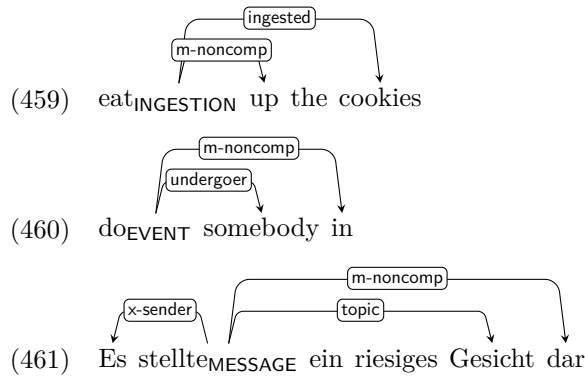 ingested
m-noncomp
(459) eatINGESTION up the cookies
m-noncomp
undergoer
(460) doEVENT somebody in
m-noncomp
x-sender topic
(461) Es stellteMESSAGE ein riesiges Gesicht dar